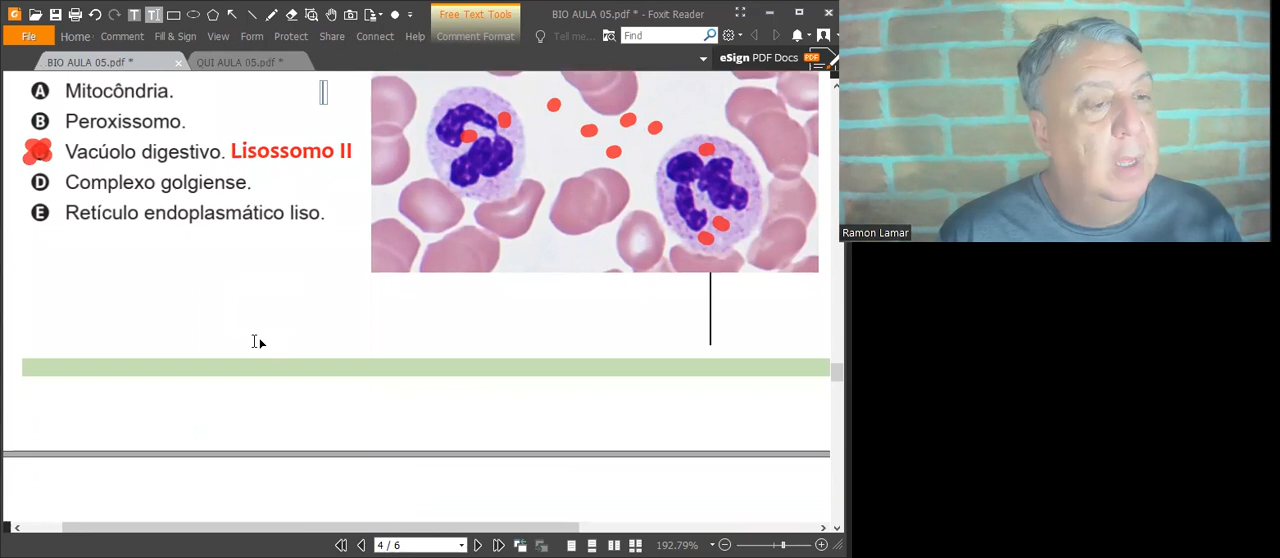 Free Text Tools
BIO AULA 05.pdf * - Foxit Reader
File
Home
Comment
Fill & Sign
View
Form
Protect
Share
Connect
Help
Comment Format
Tell me...
Find
BIO AULA 05.pdf *
QUI AULA 05.pdf *
eSign PDF Docs
A Mitocôndria.
B Peroxissomo.
Vacúolo digestivo. Lisossomo II
D Complexo golgiense.
E Retículo endoplasmático liso.
Ramon Lamar
4 / 6
192.79%